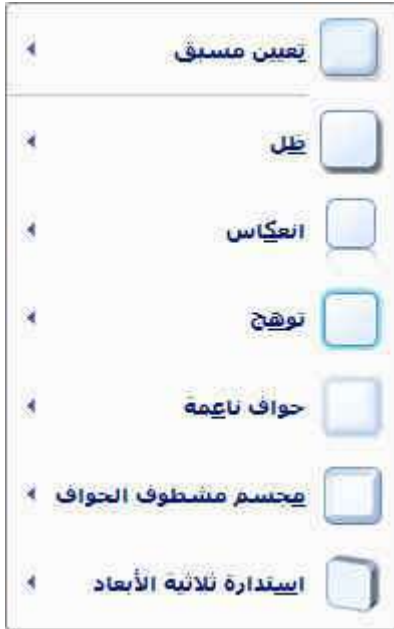 تعيين مسبق
ظل
انعكاس
توهج
حواف ناعمة
مجسم مشطوف الحواف
استدارة ثلاثية الأبعاد